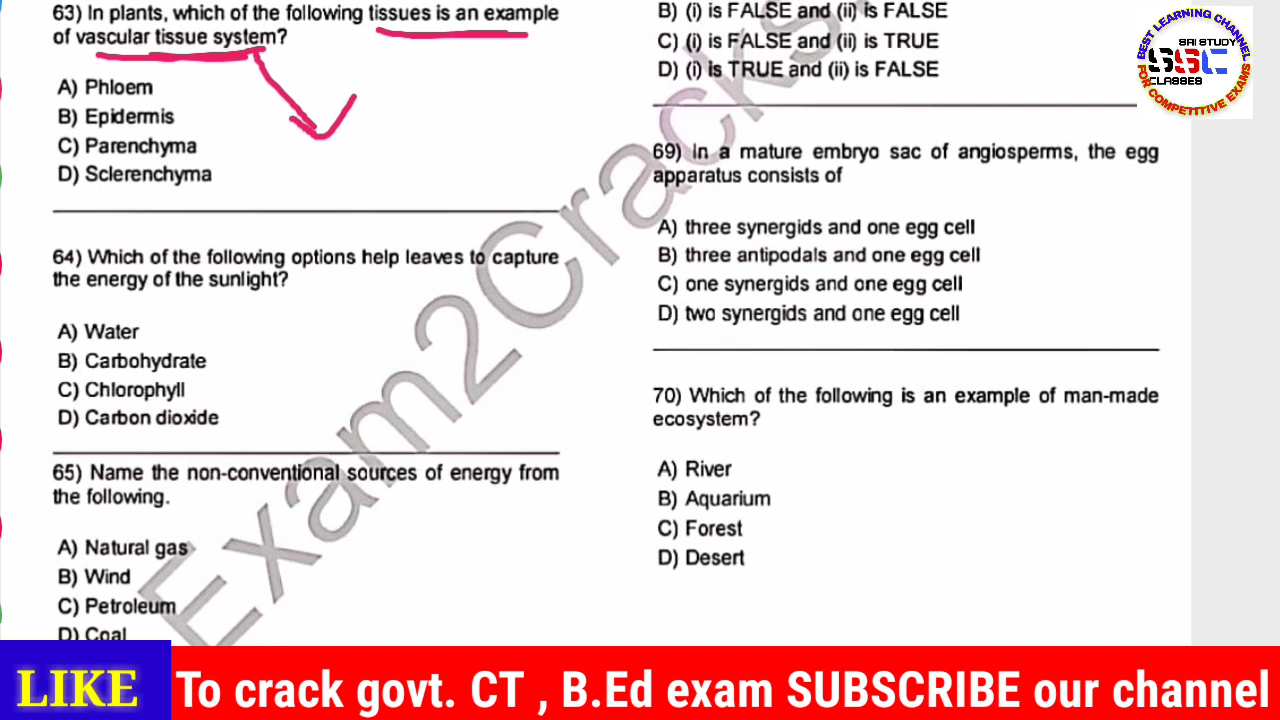 63) In plants, which of the following tissues is an example
of vascular tissue system?
A) Phloem
B) Epidermis
C) Parenchyma
D) Sclerenchyma
64) Which of the following options help leaves to capture
the energy of the sunlight?
A) Water
B) Carbohydrate
C) Chlorophyll
D) Carbon dioxide
65) Name the non-conventional sources of energy from
the following.
A) Natural gas
B) Wind
C) Petroleum
D) Coal
B) (i) is FALSE and (ii) is FALSE
C) (i) is FALSE and (ii) is TRUE
D) (i) is TRUE and (ii) is FALSE
69) In a mature embryo sac of angiosperms, the egg
apparatus consists of
A) three synergids and one egg cell
B) three antipodals and one egg cell
C) one synergids and one egg cell
D) two synergids and one egg cell
70) Which of the following is an example of man-made
ecosystem?
A) River
B) Aquarium
C) Forest
D) Desert
Exam2Cracks
BEST LEARNING CHANNEL
SAI STUDY
SSC
CLASSES
FOR COMPETITIVE EXAMS
LIKE To crack govt. CT , B.Ed exam SUBSCRIBE our channel